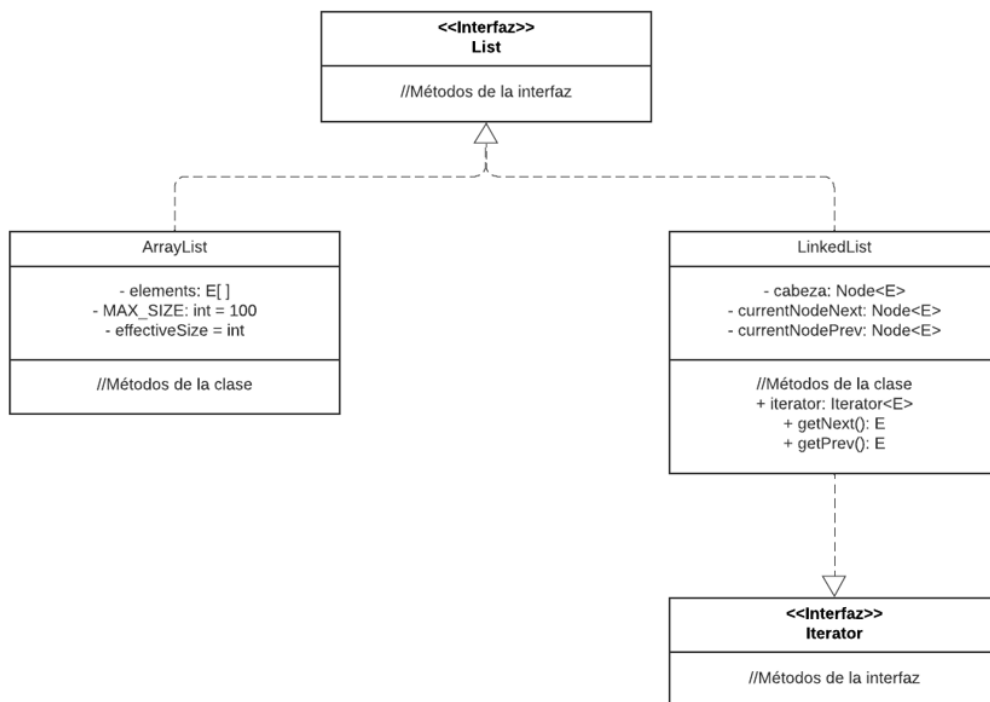 <<Interfaz>>
List
//Métodos de la interfaz
ArrayList
- elements: E[ ]
- MAX_SIZE: int = 100
- effectiveSize = int
//Métodos de la clase
LinkedList
- cabeza: Node<E>
- currentNodeNext: Node<E>
- currentNodePrev: Node<E>
//Métodos de la clase
+ iterator: Iterator<E>
+ getNext(): E
+ getPrev(): E
<<Interfaz>>
Iterator
//Métodos de la interfaz